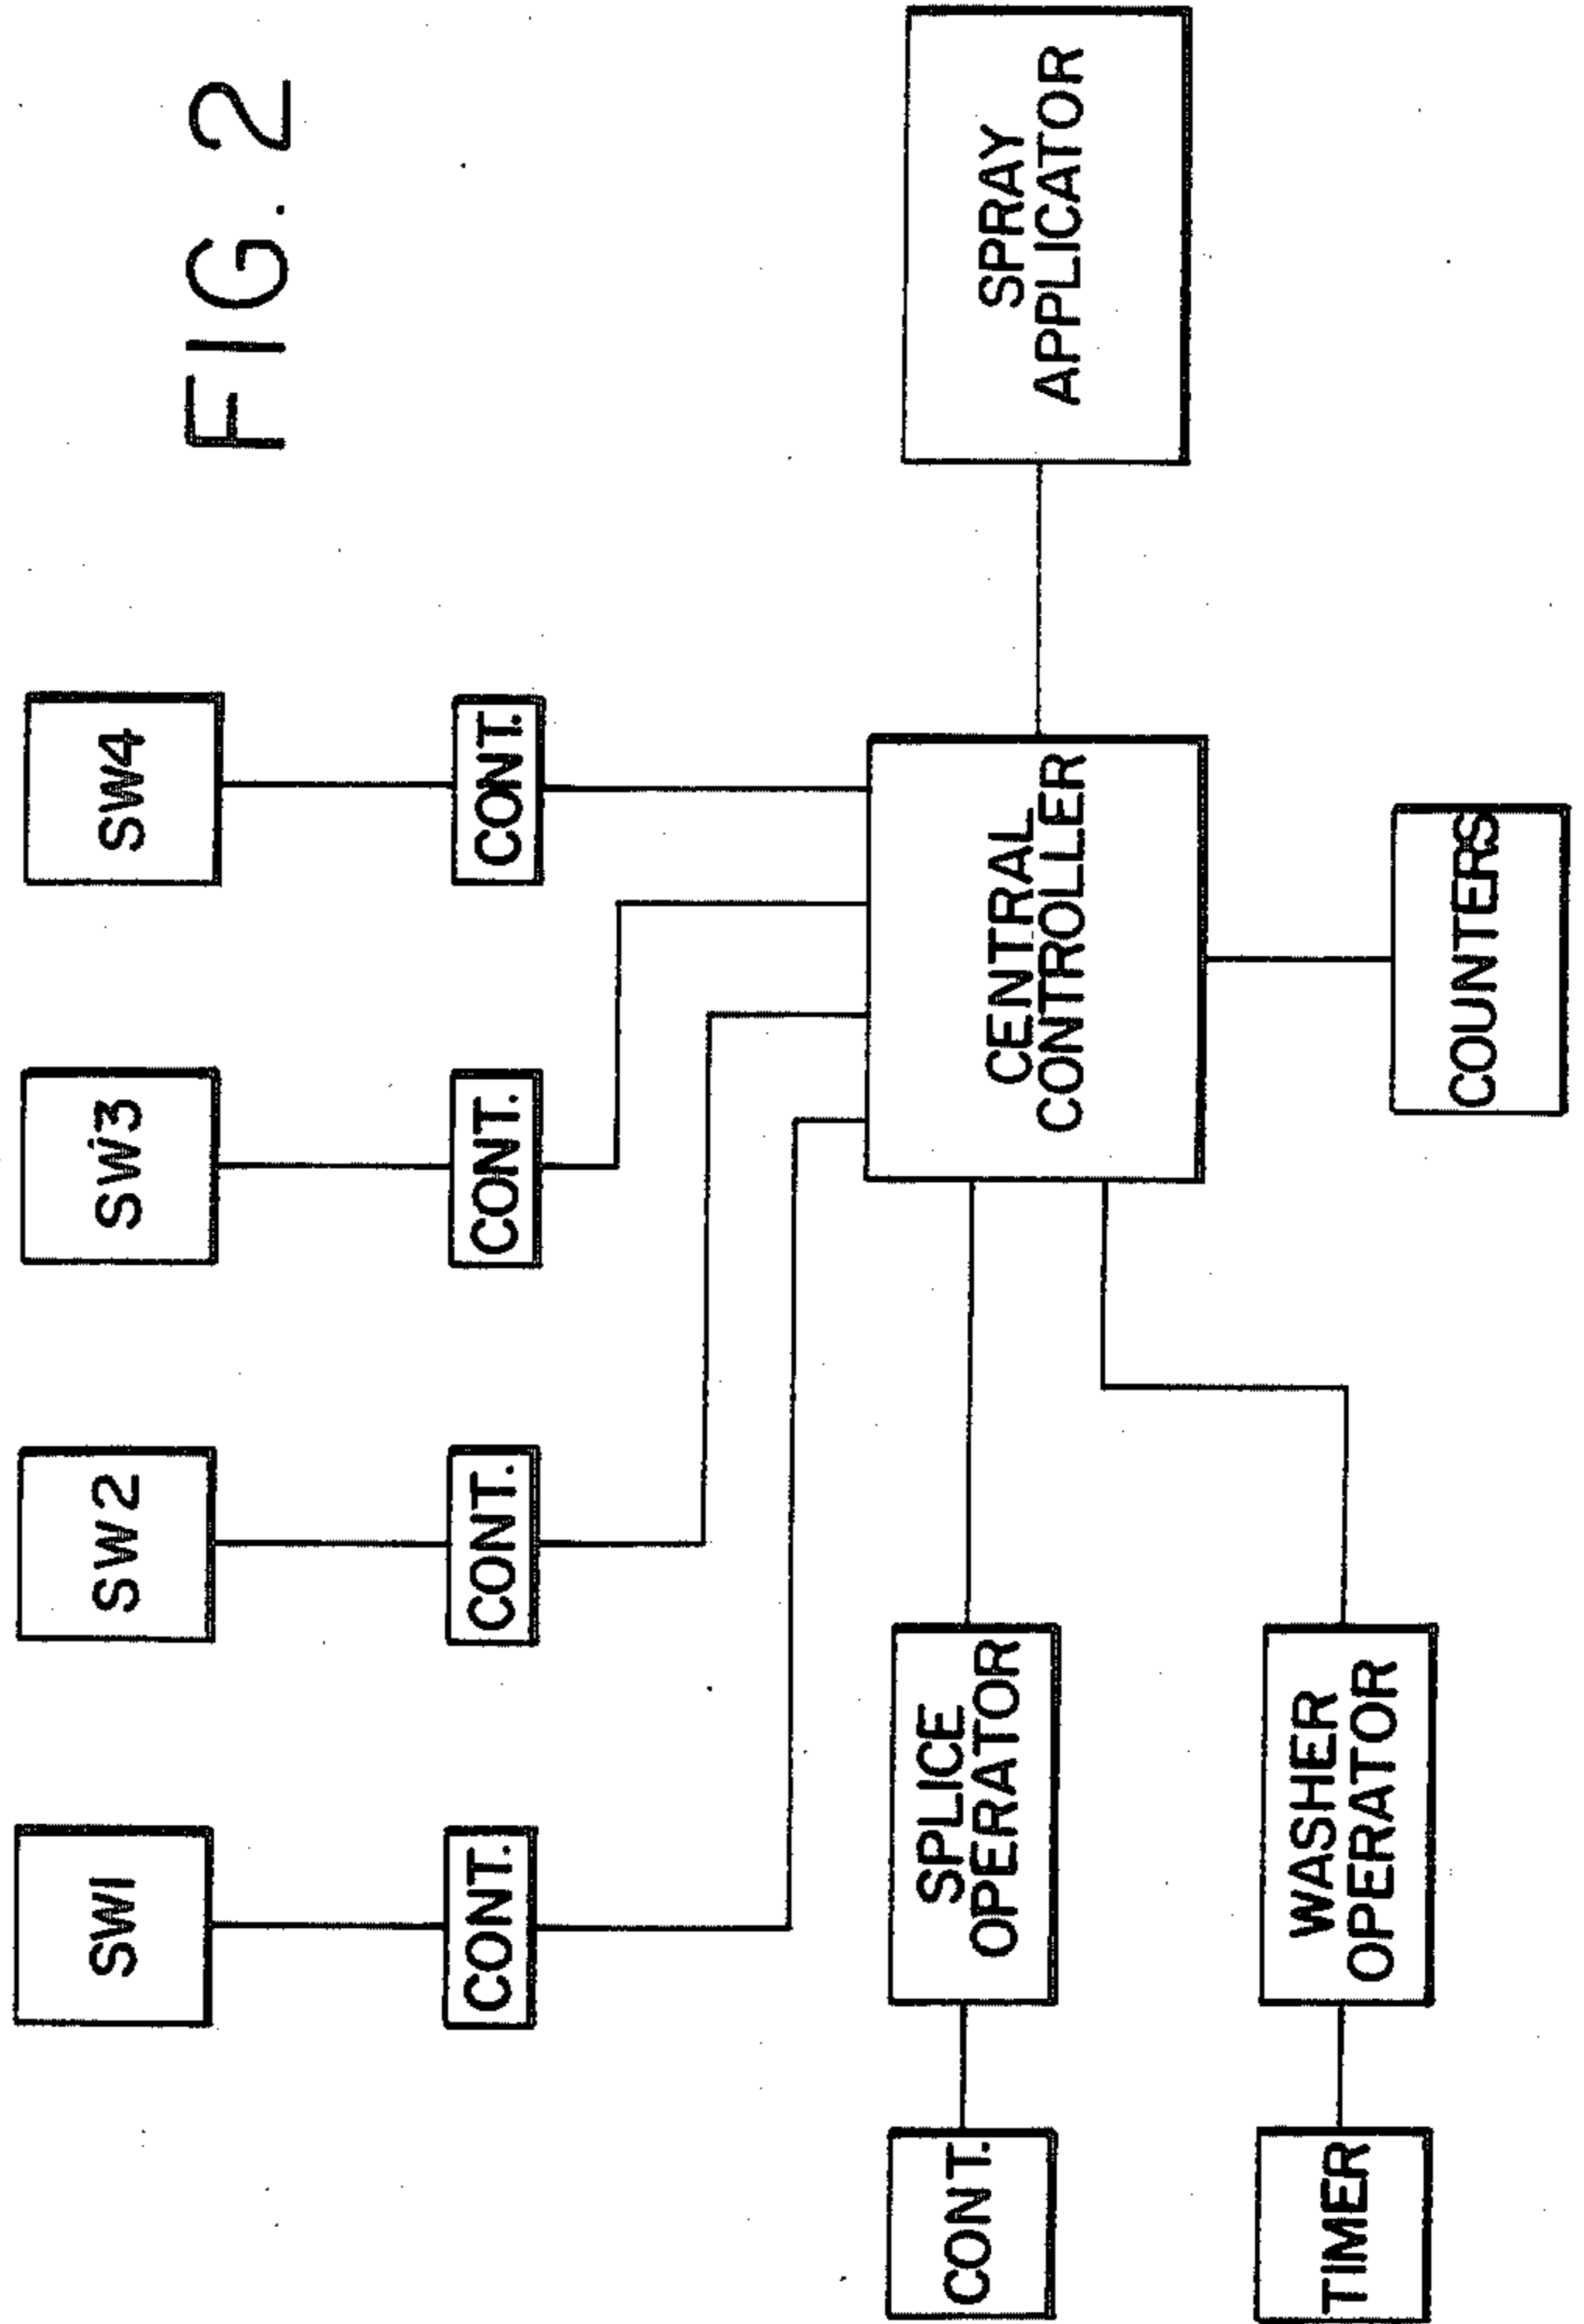 FIG. 2
SW1
SW2
SW3
SW4
CONT.
CONT.
CONT.
CONT.
CONT.
SPLICE
OPERATOR
CENTRAL
CONTROLLER
SPRAY
APPLICATOR
TIMER
WASHER
OPERATOR
COUNTERS